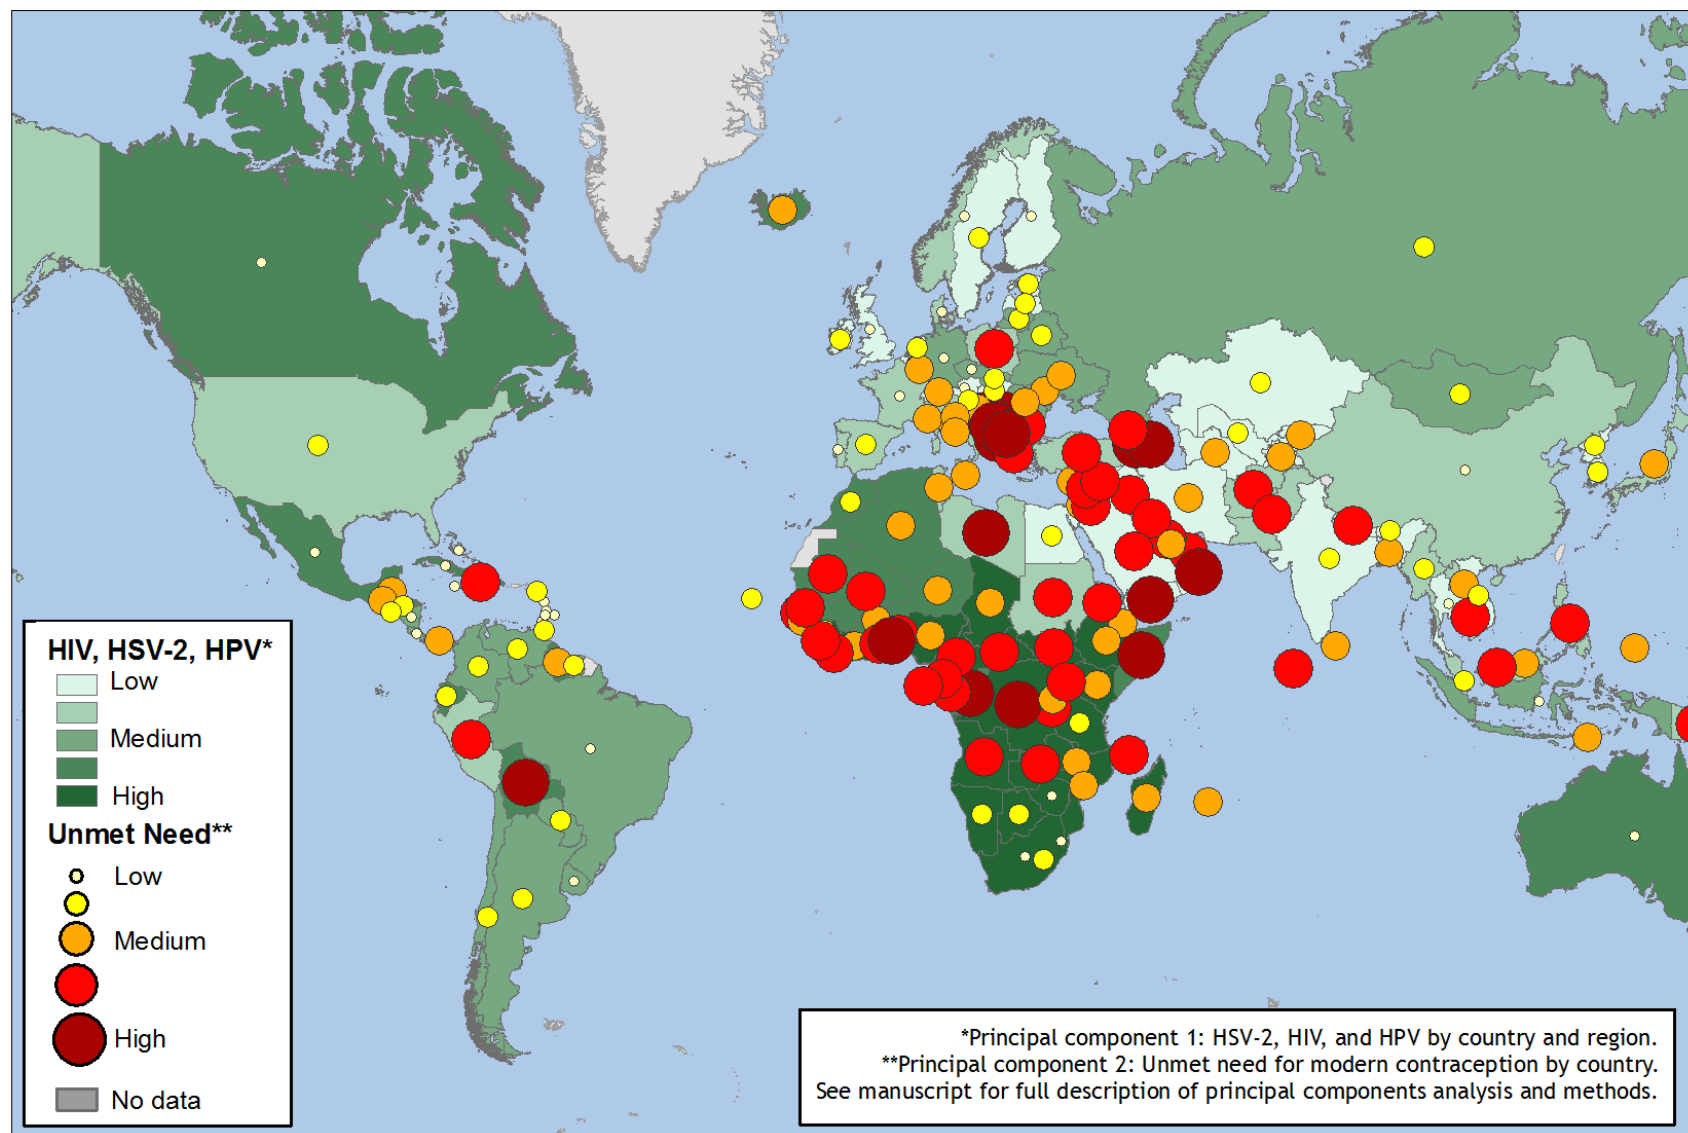 HIV, HSV-2, HPV*
Low
Medium
High
Unmet Need**
Low
Medium
High
No data
*Principal component 1: HSV-2, HIV, and HPV by country and region.
**Principal component 2: Unmet need for modern contraception by country.
See manuscript for full description of principal components analysis and methods.